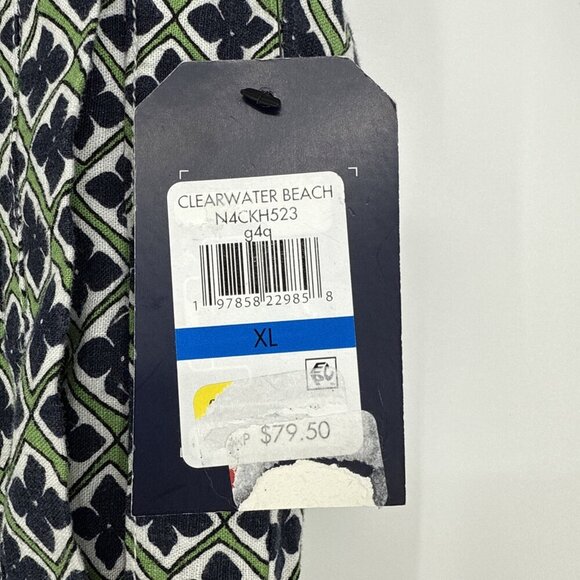 CLEARWATER BEACH
N4CKH523
g4q
1 97858 22985 8
XL
$79.50